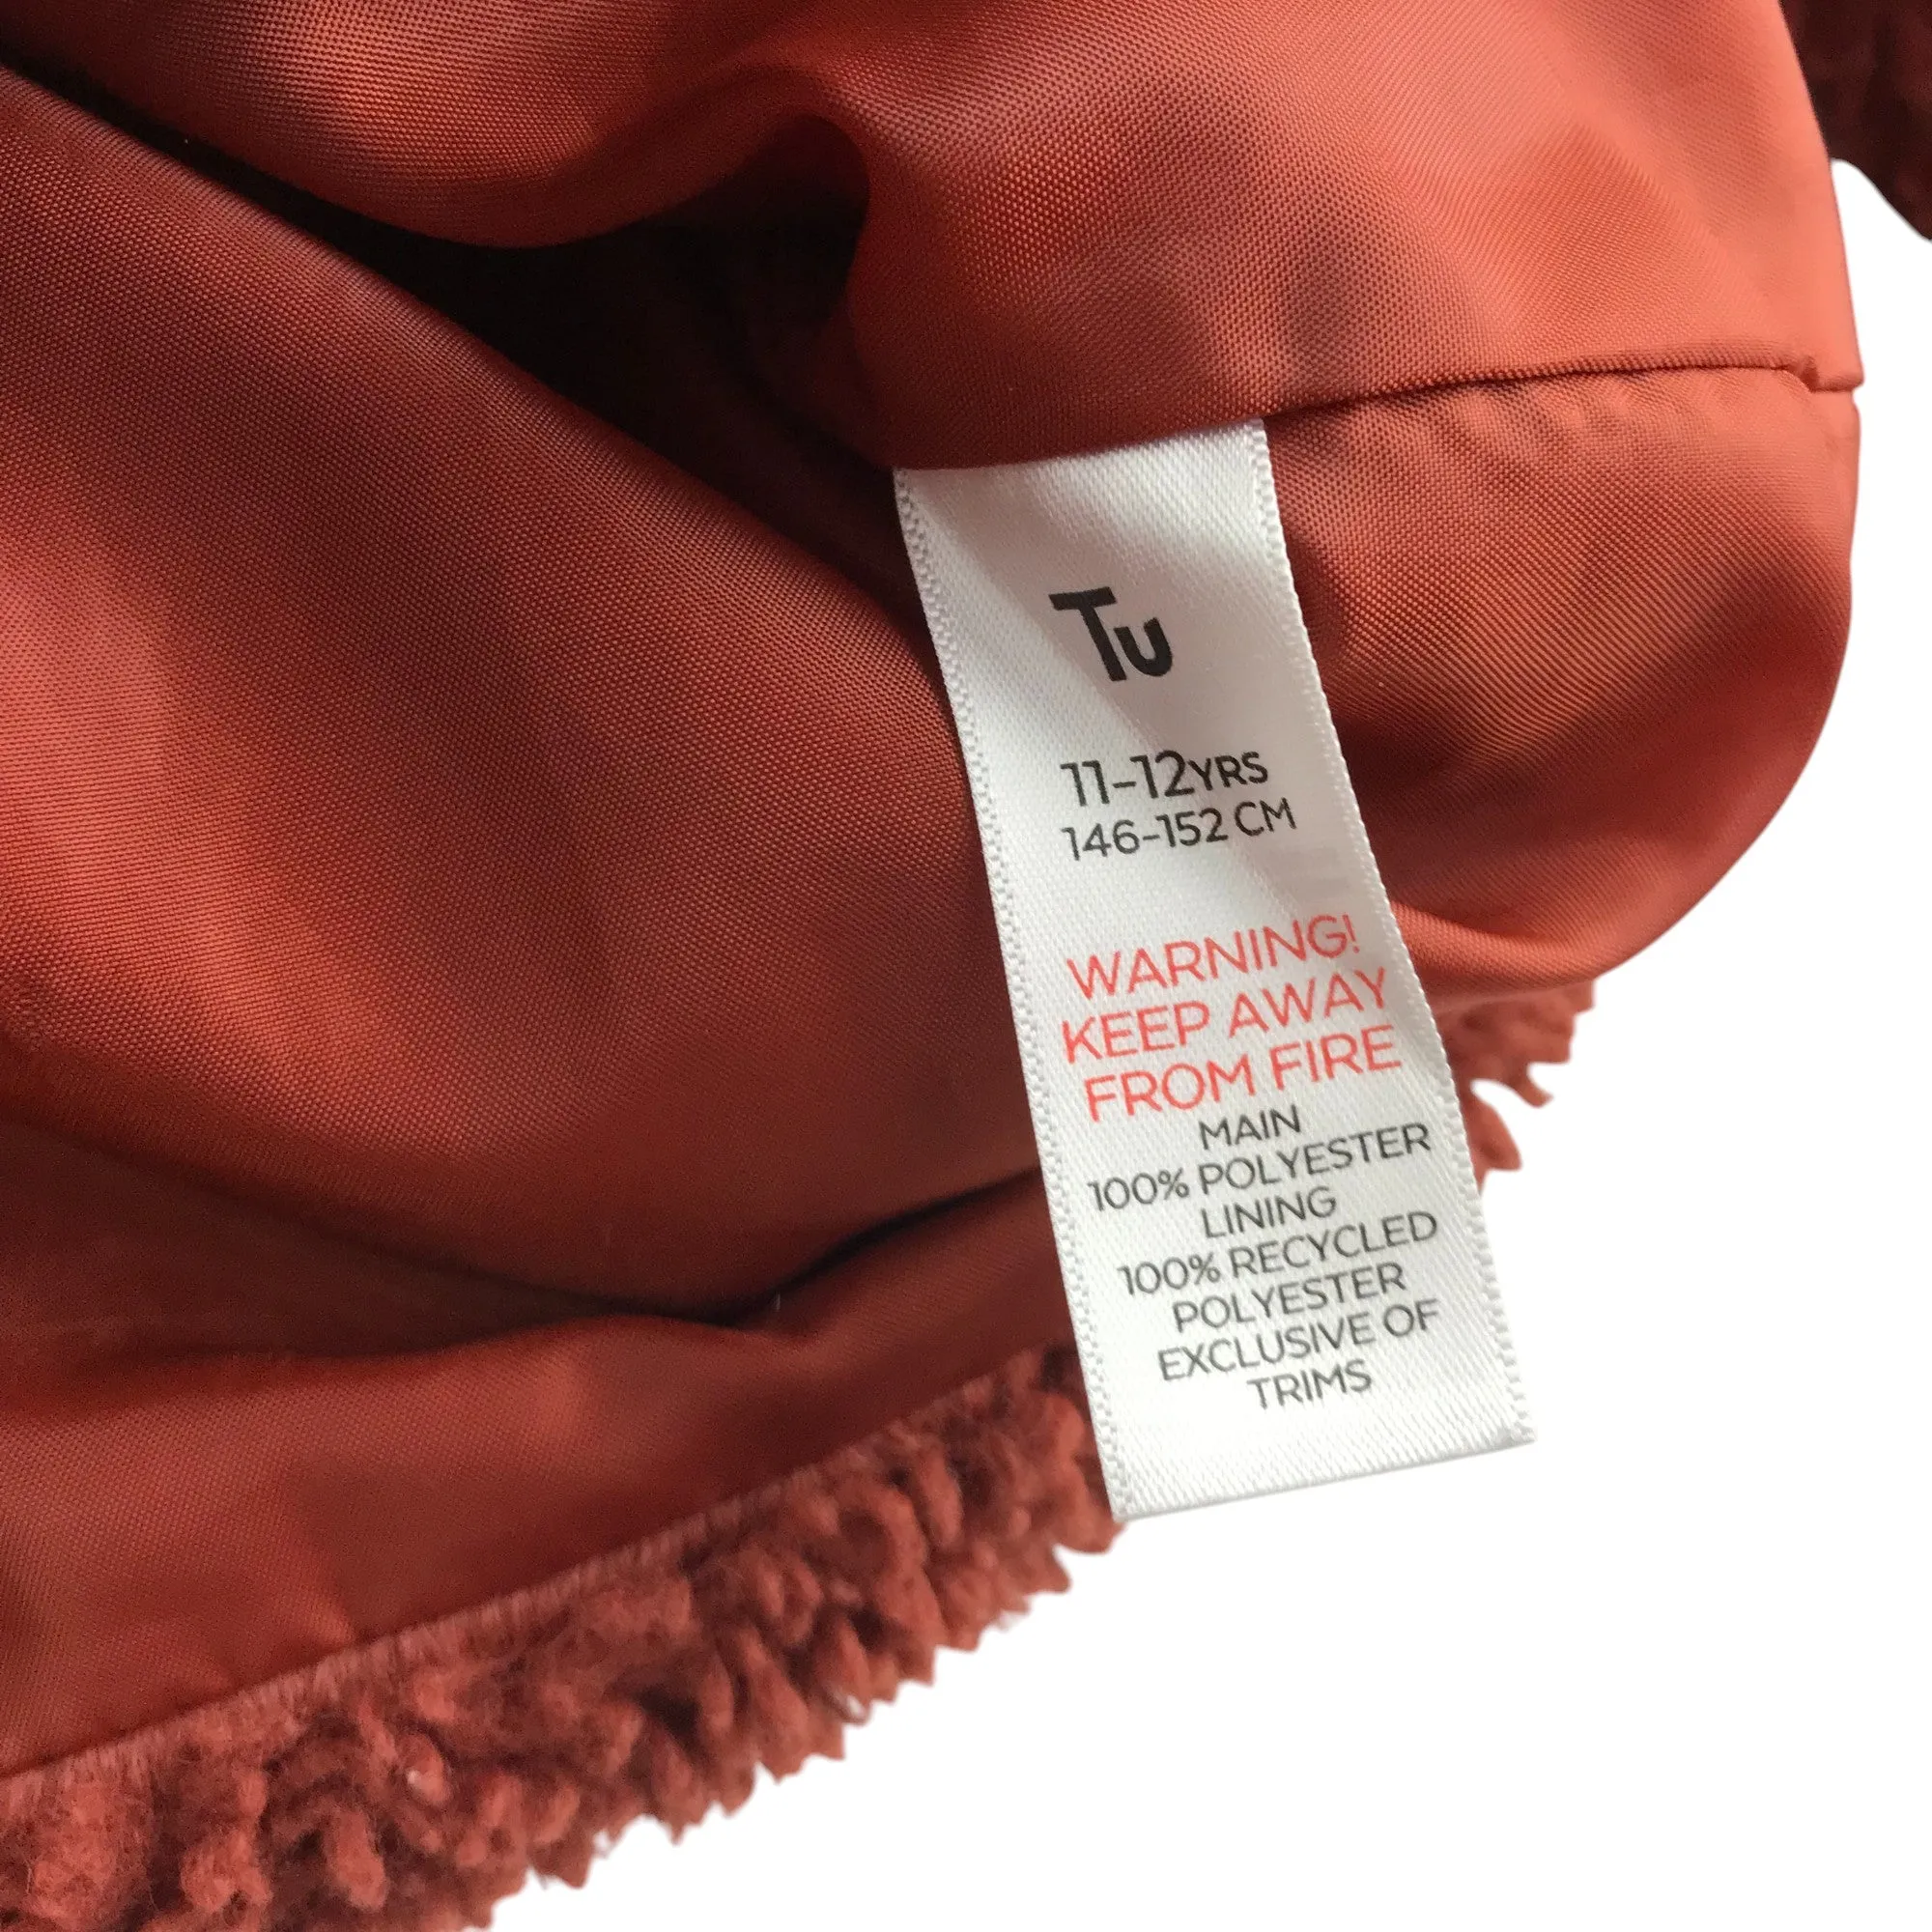 Tu
11-12YRS
146-152 CM
WARNING!
KEEP AWAY
FROM FIRE
MAIN
100% POLYESTER
LINING
100% RECYCLED
POLYESTER
EXCLUSIVE OF
TRIMS